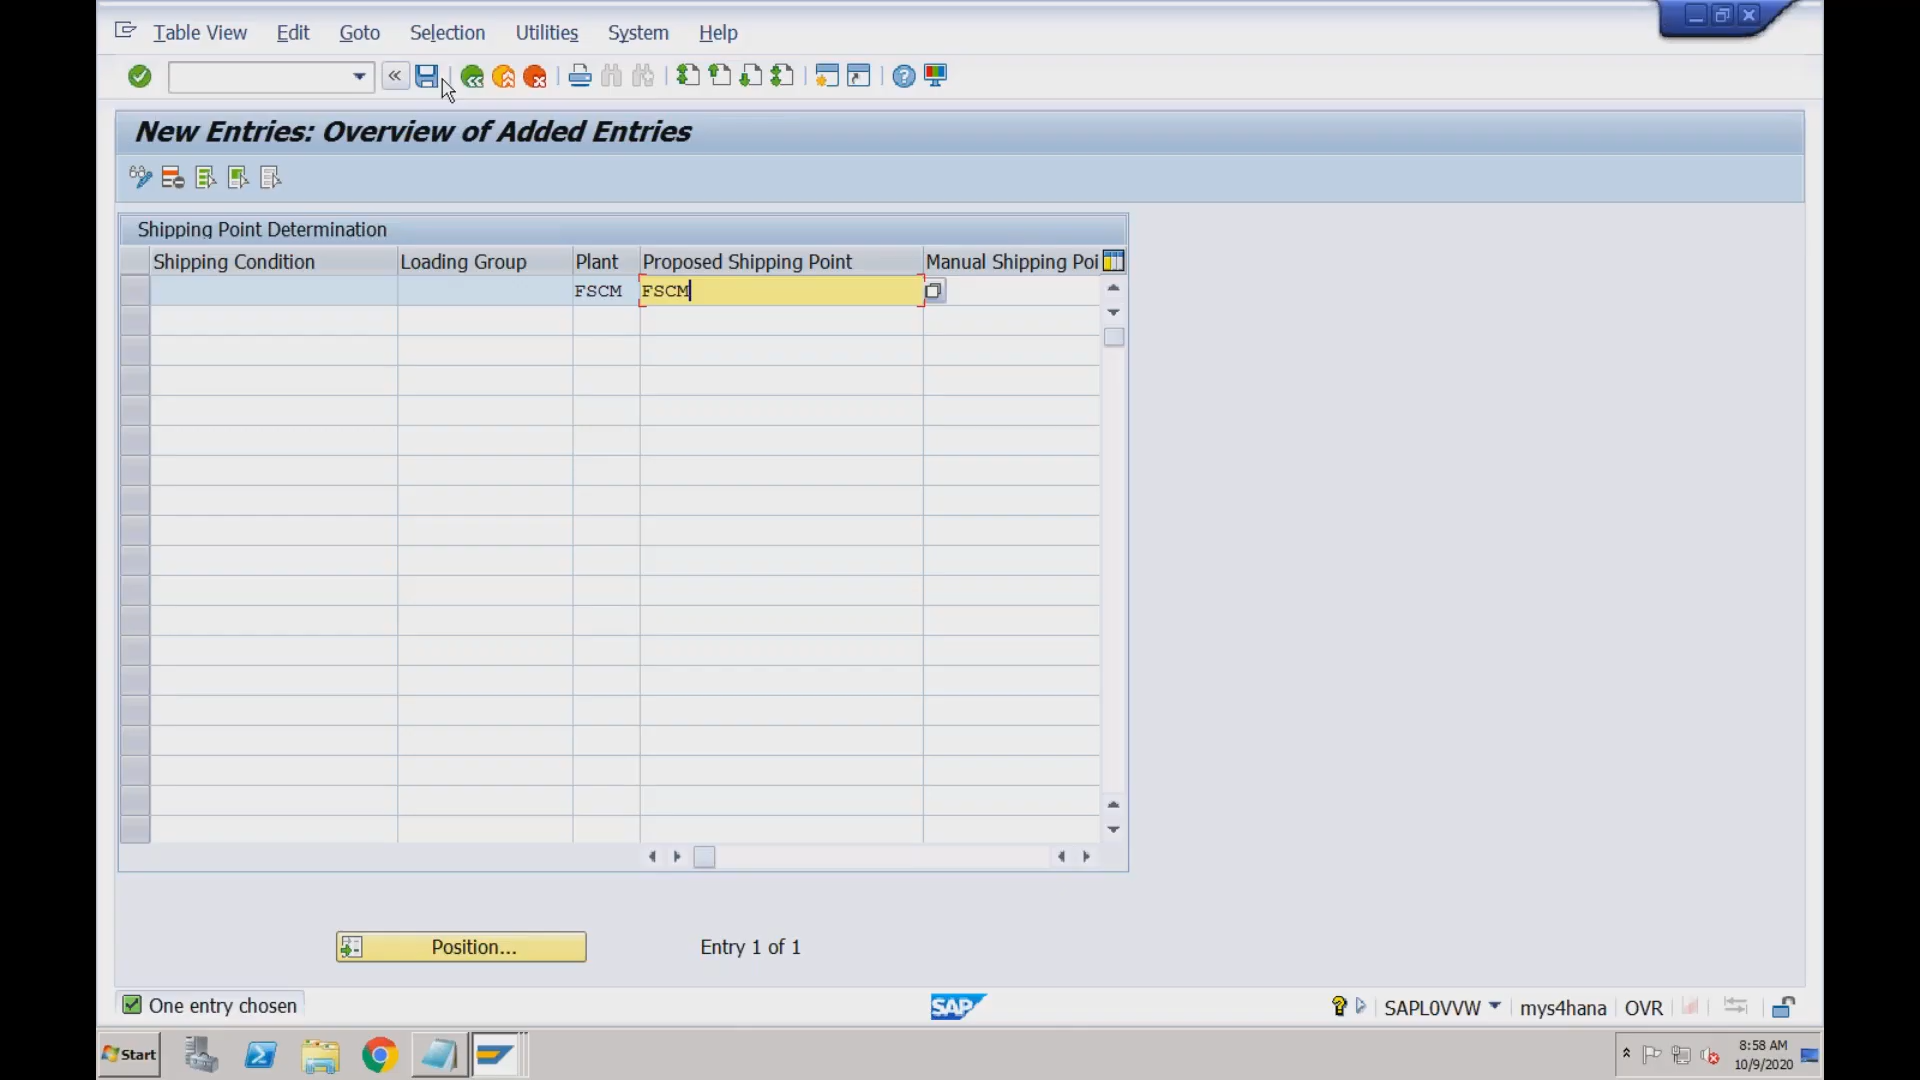 Table View Edit Goto Selection Utilities System Help
New Entries: Overview of Added Entries
Shipping Point Determination
Shipping Condition Loading Group Plant Proposed Shipping Point Manual Shipping Poi
FSCM FSCM
Position... Entry 1 of 1
One entry chosen SAP SAPL0VVW mys4hana OVR
Start 8:58 AM
10/9/2020